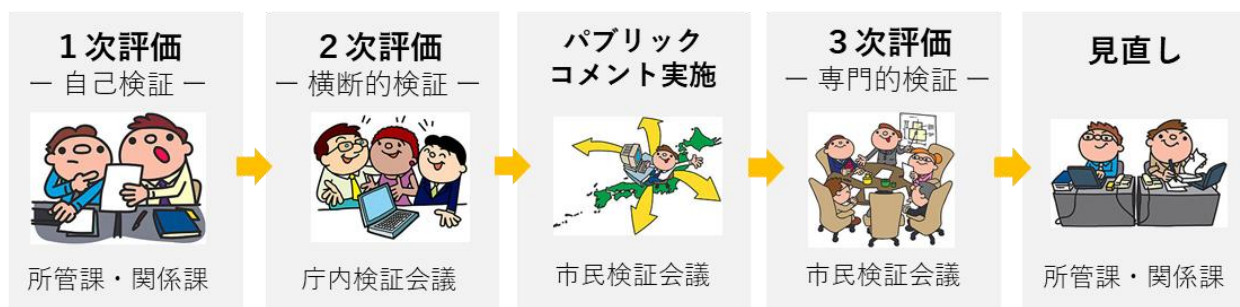 1次評価
― 自己検証 ―
所管課・関係課
2次評価
― 横断的検証 ―
庁内検証会議
パブリック
コメント実施
市民検証会議
3次評価
― 専門的検証 ―
市民検証会議
見直し
所管課・関係課